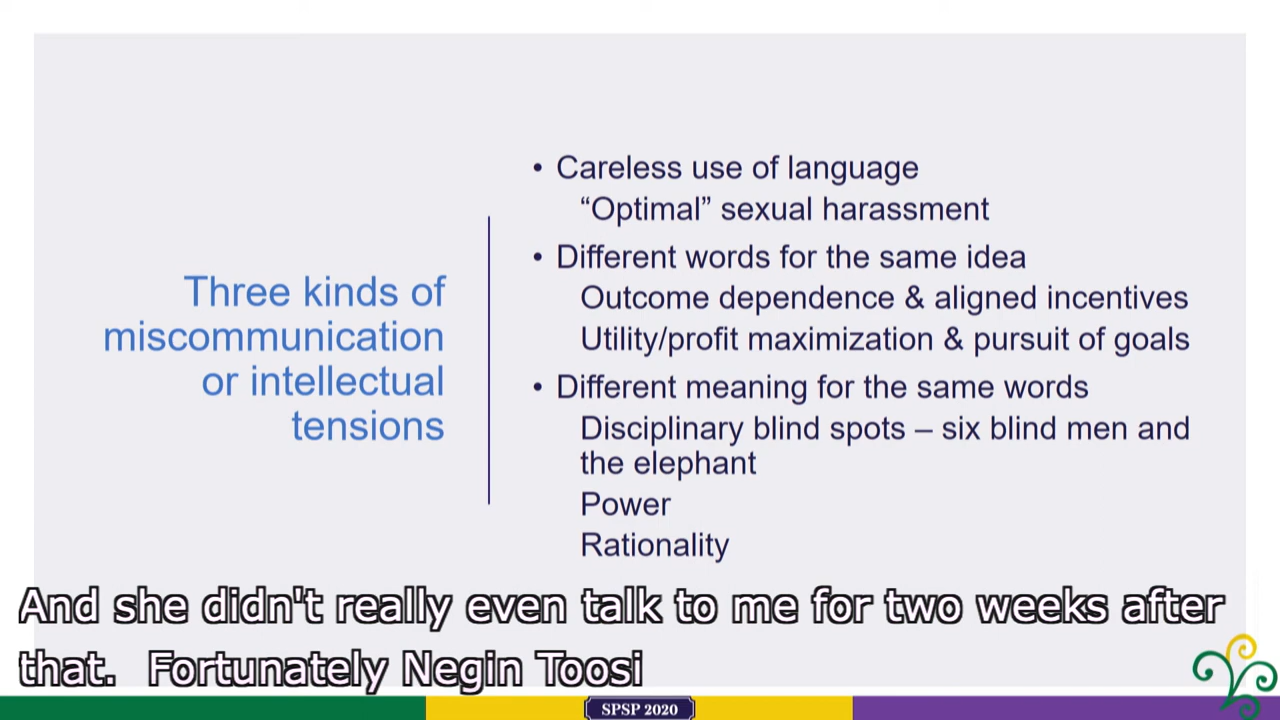 Three kinds of
miscommunication
or intellectual
tensions
• Careless use of language
“Optimal” sexual harassment
• Different words for the same idea
Outcome dependence & aligned incentives
Utility/profit maximization & pursuit of goals
• Different meaning for the same words
Disciplinary blind spots – six blind men and
the elephant
Power
Rationality
And she didn't really even talk to me for two weeks after
that. Fortunately Negin Toosi
SPSP 2020